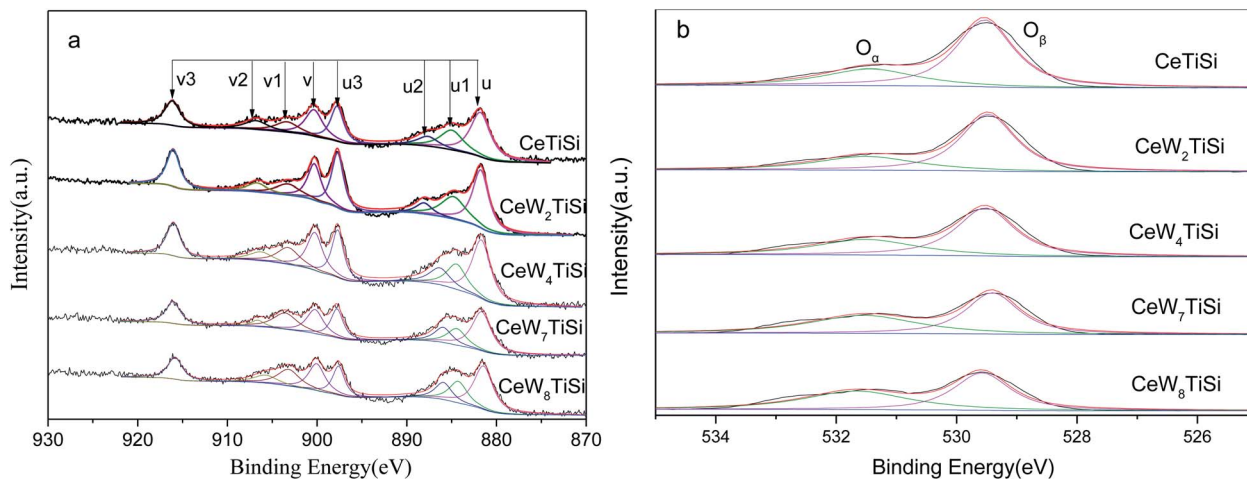 a
v3 v2 v1 v u3 u2 u1 u
CeTiSi
CeW₂TiSi
CeW₄TiSi
CeW₇TiSi
CeW₈TiSi
930 920 910 900 890 880 870
Binding Energy(eV)
Intensity(a.u.)
b
Oα
Oβ
CeTiSi
CeW₂TiSi
CeW₄TiSi
CeW₇TiSi
CeW₈TiSi
534 532 530 528 526
Binding Energy(eV)
Intensity(a.u.)